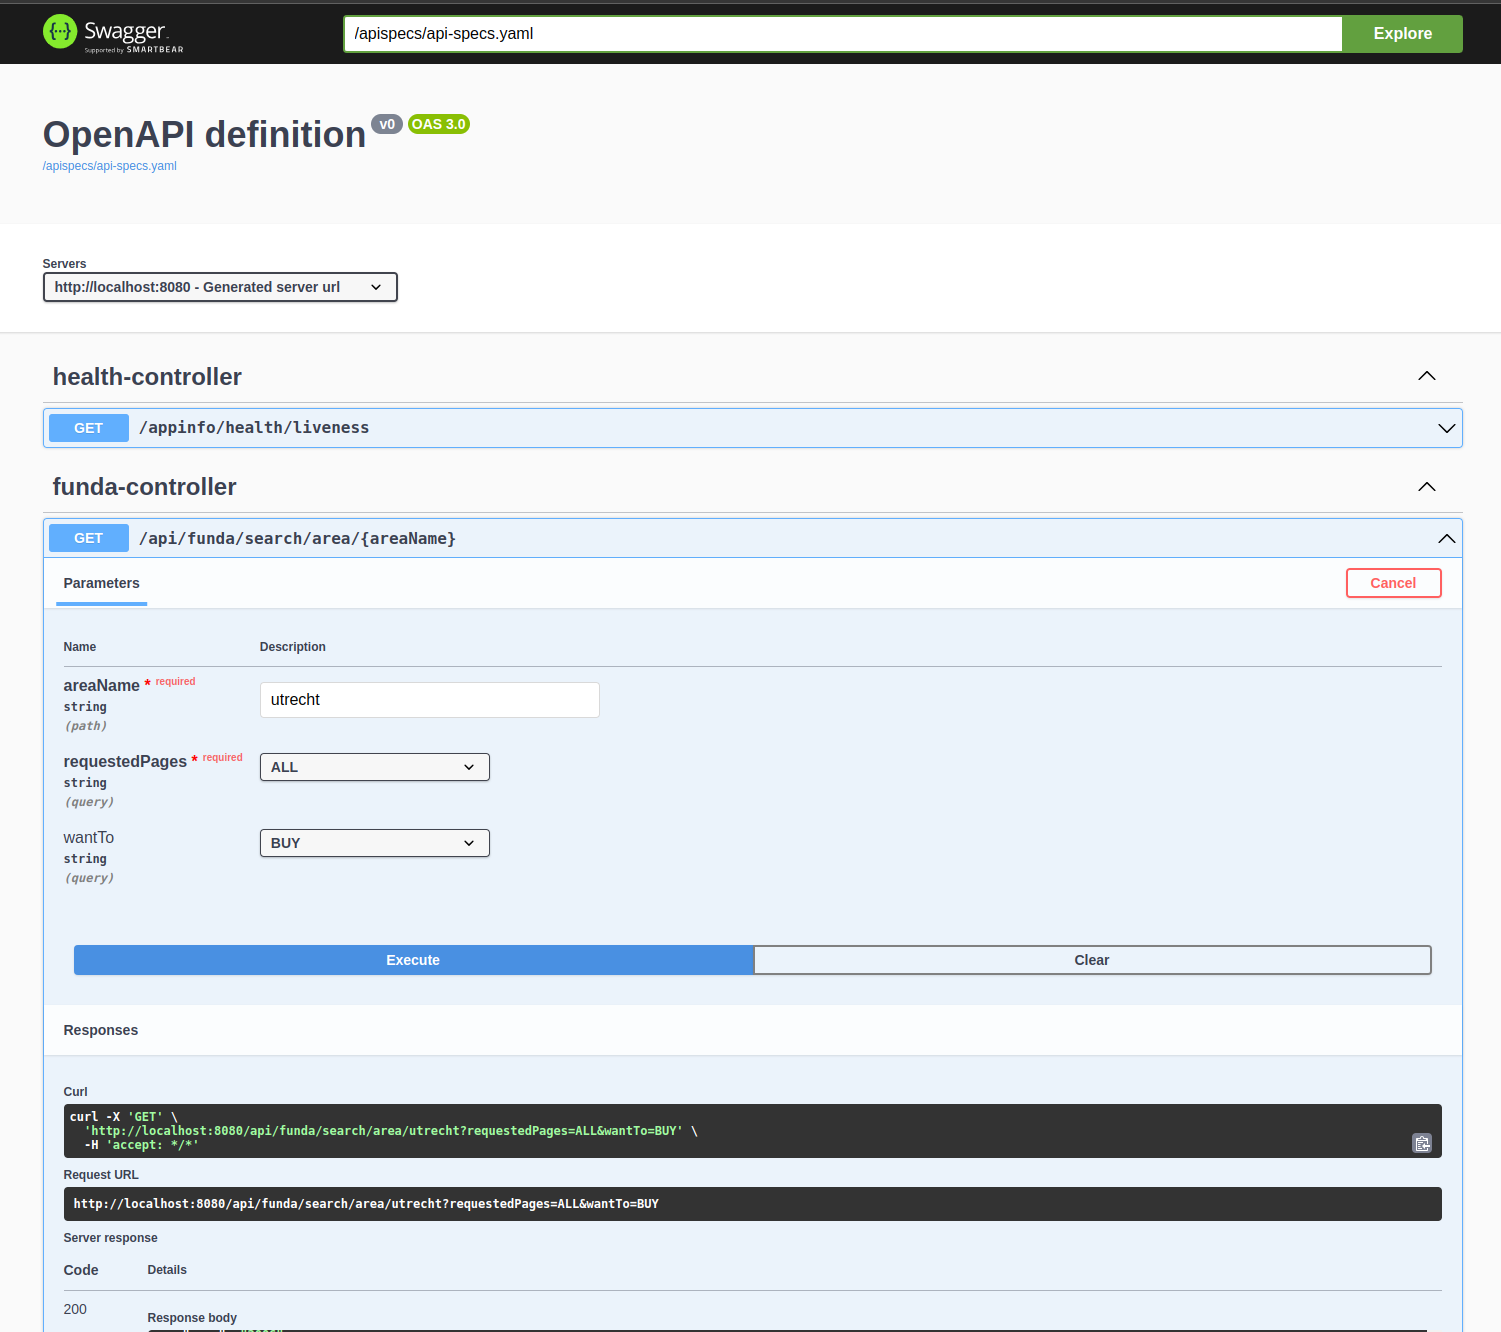 Swagger
Supported by SMARTBEAR
/apispecs/api-specs.yaml
Explore
OpenAPI definition v0 OAS 3.0
/apispecs/api-specs.yaml
Servers
http://localhost:8080 - Generated server url
health-controller
GET /appinfo/health/liveness
funda-controller
GET /api/funda/search/area/{areaName}
Parameters
Cancel
Name Description
areaName * required
string
(path)
utrecht
requestedPages * required
string
(query)
ALL
wantTo
string
(query)
BUY
Execute
Clear
Responses
Curl
curl -X 'GET' \
'http://localhost:8080/api/funda/search/area/utrecht?requestedPages=ALL&wantTo=BUY' \
-H 'accept: */*'
Request URL
http://localhost:8080/api/funda/search/area/utrecht?requestedPages=ALL&wantTo=BUY
Server response
Code Details
200
Response body